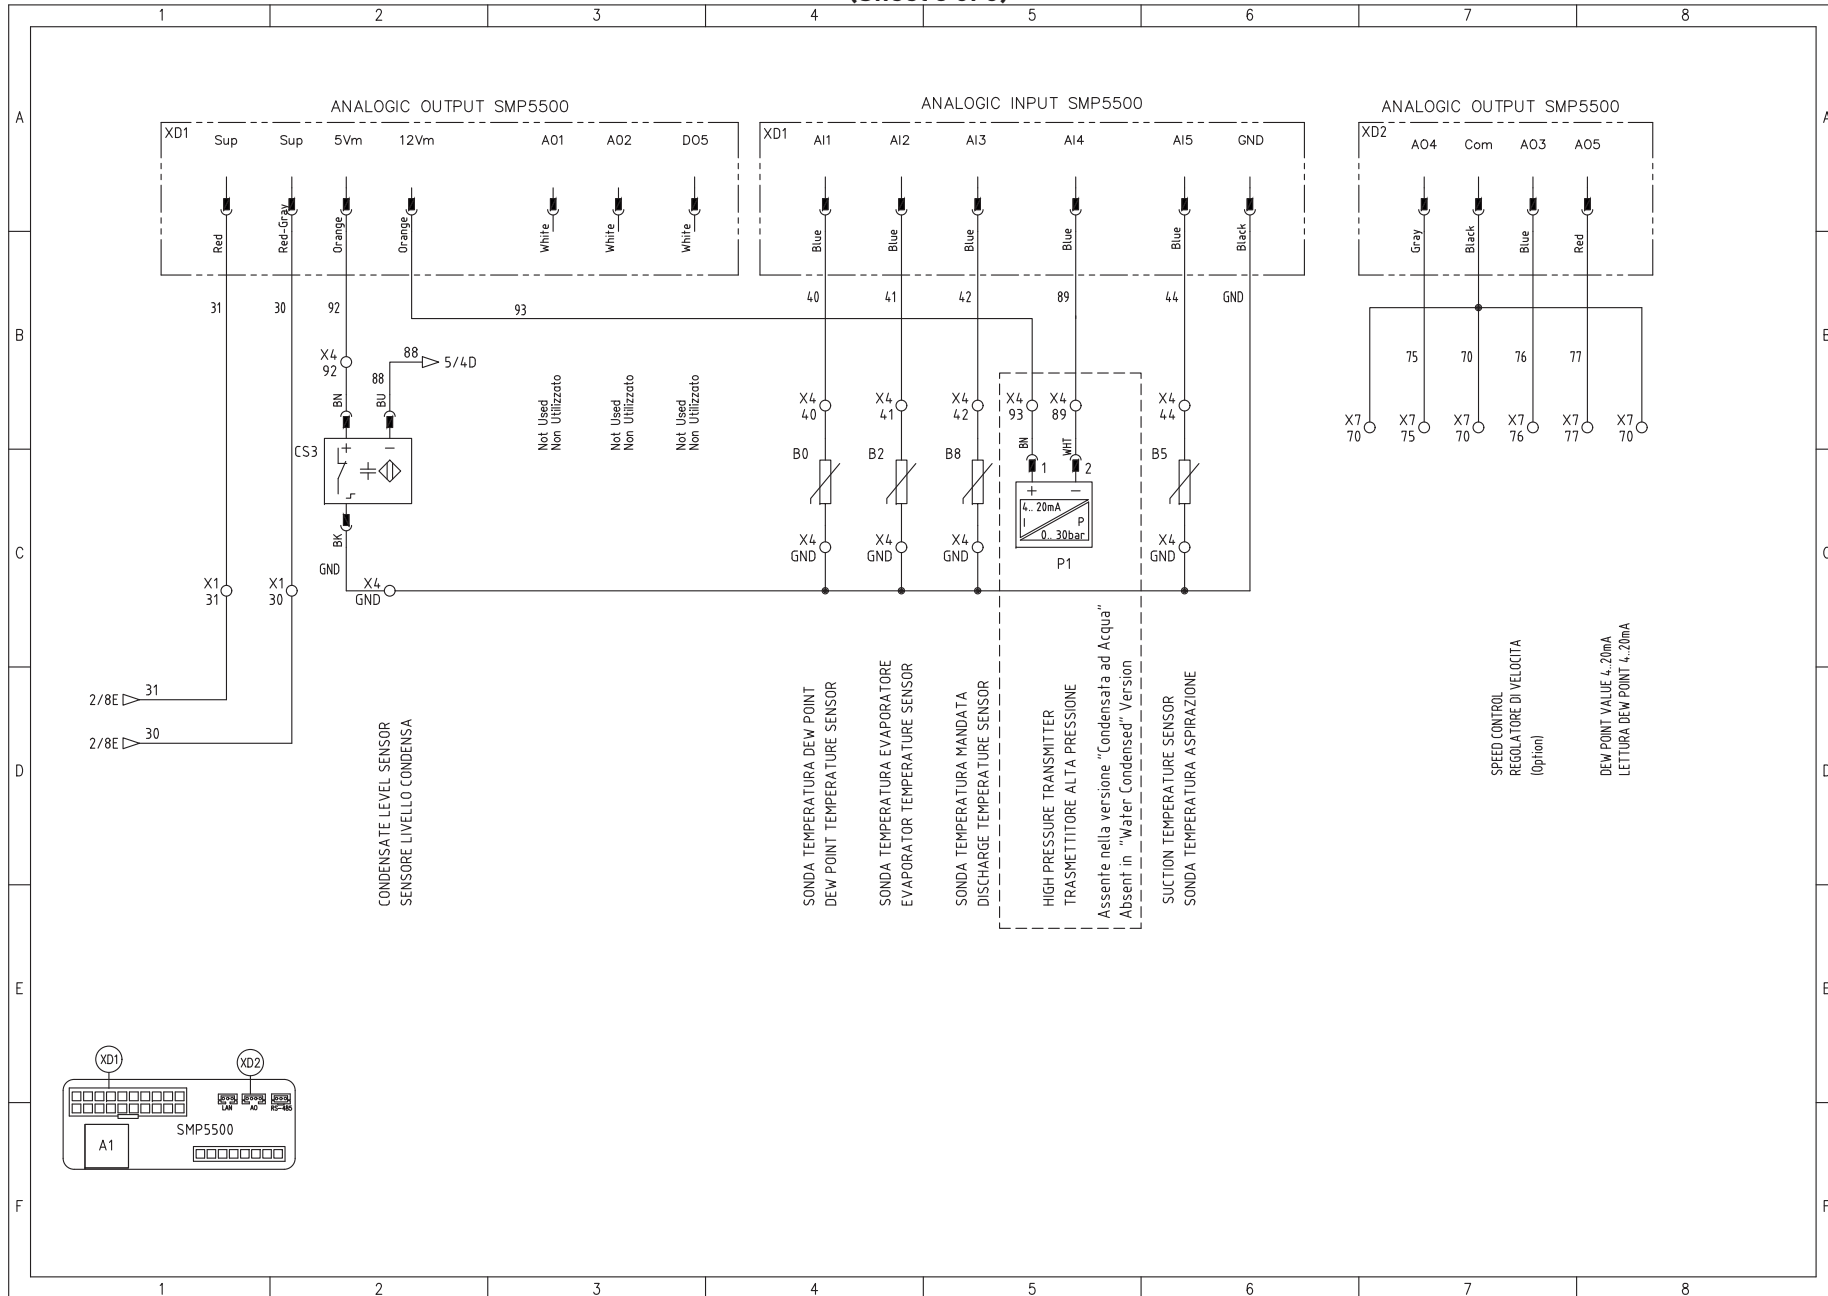 1 2 3 4 5 6 7 8
A
B
C
D
E
F
ANALOGIC OUTPUT SMP5500
XD1 Sup Sup 5Vm 12Vm AO1 AO2 DO5
Red Red-Gray Orange Orange White White White
31 30 92 93
X4
92
88
88 5/4D
BN BU
CS3
+ -
BK
GND
X4
GND
X1
31
X1
30
2/8E 31
2/8E 30
Not Used
Non Utilizzato
Not Used
Non Utilizzato
Not Used
Non Utilizzato
CONDENSATE LEVEL SENSOR
SENSORE LIVELLO CONDENSA
ANALOGIC INPUT SMP5500
XD1 AI1 AI2 AI3 AI4 AI5 GND
Blue Blue Blue Blue Blue Black
40 41 42 89 44 GND
X4
40
X4
41
X4
42
X4
93
X4
89
X4
44
B0 B2 B8 B5
BN WHT
1 2
+ -
4.. 20mA
I P
0.. 30bar
P1
X4
GND
X4
GND
X4
GND
X4
GND
SONDA TEMPERATURA DEW POINT
DEW POINT TEMPERATURE SENSOR
SONDA TEMPERATURA EVAPORATORE
EVAPORATOR TEMPERATURE SENSOR
SONDA TEMPERATURA MANDATA
DISCHARGE TEMPERATURE SENSOR
HIGH PRESSURE TRANSMITTER
TRASMETTITORE ALTA PRESSIONE
Assente nella versione "Condensata ad Acqua"
Absent in "Water Condensed" Version
SUCTION TEMPERATURE SENSOR
SONDA TEMPERATURA ASPIRAZIONE
ANALOGIC OUTPUT SMP5500
XD2 AO4 Com AO3 AO5
Gray Black Blue Red
75 70 76 77
X7
70
X7
75
X7
70
X7
76
X7
77
X7
70
SPEED CONTROL
REGOLATORE DI VELOCITA
(Option)
DEW POINT VALUE 4..20mA
LETTURA DEW POINT 4..20mA
XD1 XD2
LAN AO RS-485
SMP5500
A1
A
D
F
1 2 3 4 5 6 7 8